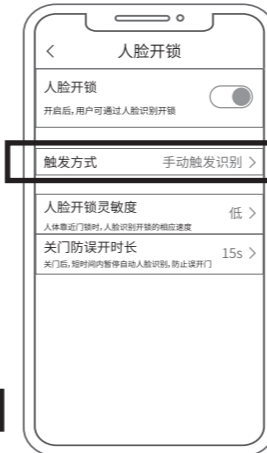 人脸开锁
人脸开锁
开启后,用户可通过人脸识别开锁
触发方式 手动触发识别
人脸开锁灵敏度 低
人体靠近门锁时,人脸识别开锁的相应速度
关门防误开时长 15s
关门后,短时间内暂停自动人脸识别,防止误开门